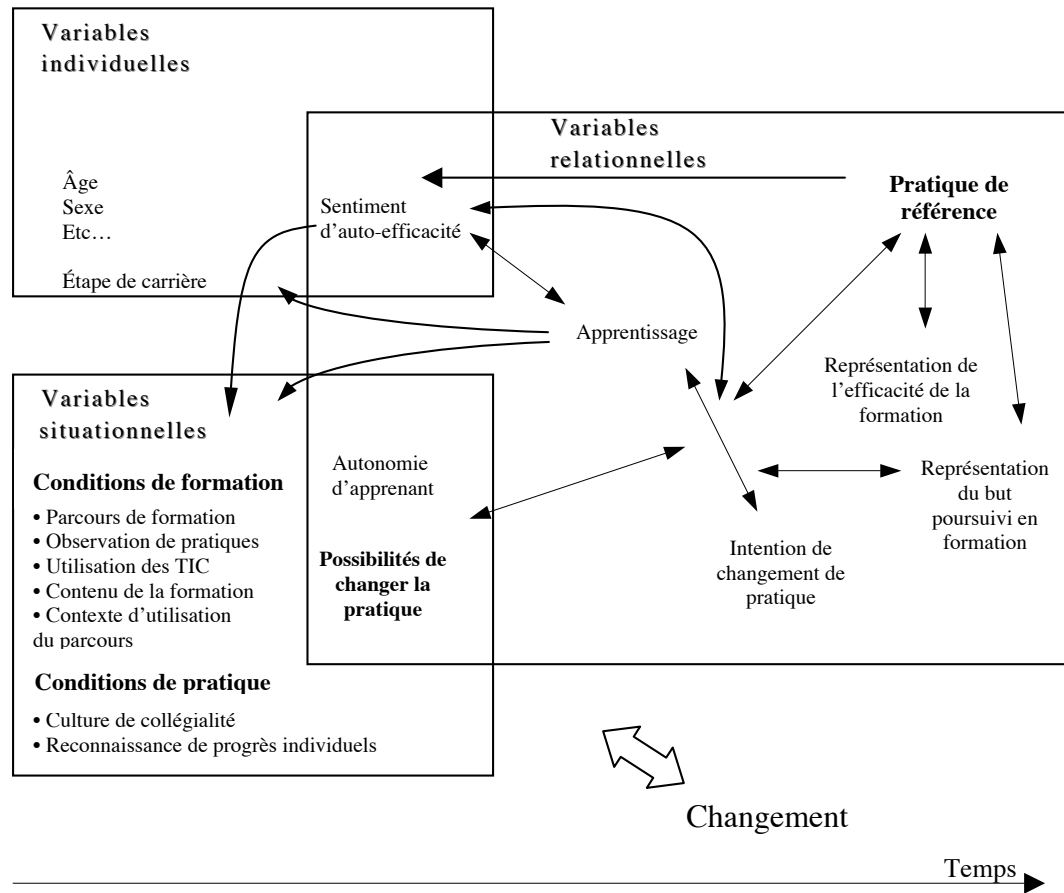 Variables
individuelles
Âge
Sexe
Etc…
Étape de carrière
Variables
relationnelles
Sentiment
d'auto-efficacité
Pratique de
référence
Apprentissage
Représentation de
l'efficacité de la
formation
Représentation
du but
poursuivi en
formation
Intention de
changement de
pratique
Autonomie
d'apprenant
Possibilités de
changer la
pratique
Variables
situationnelles
Conditions de formation
• Parcours de formation
• Observation de pratiques
• Utilisation des TIC
• Contenu de la formation
• Contexte d'utilisation
du parcours
Conditions de pratique
• Culture de collégialité
• Reconnaissance de progrès individuels
Changement
Temps